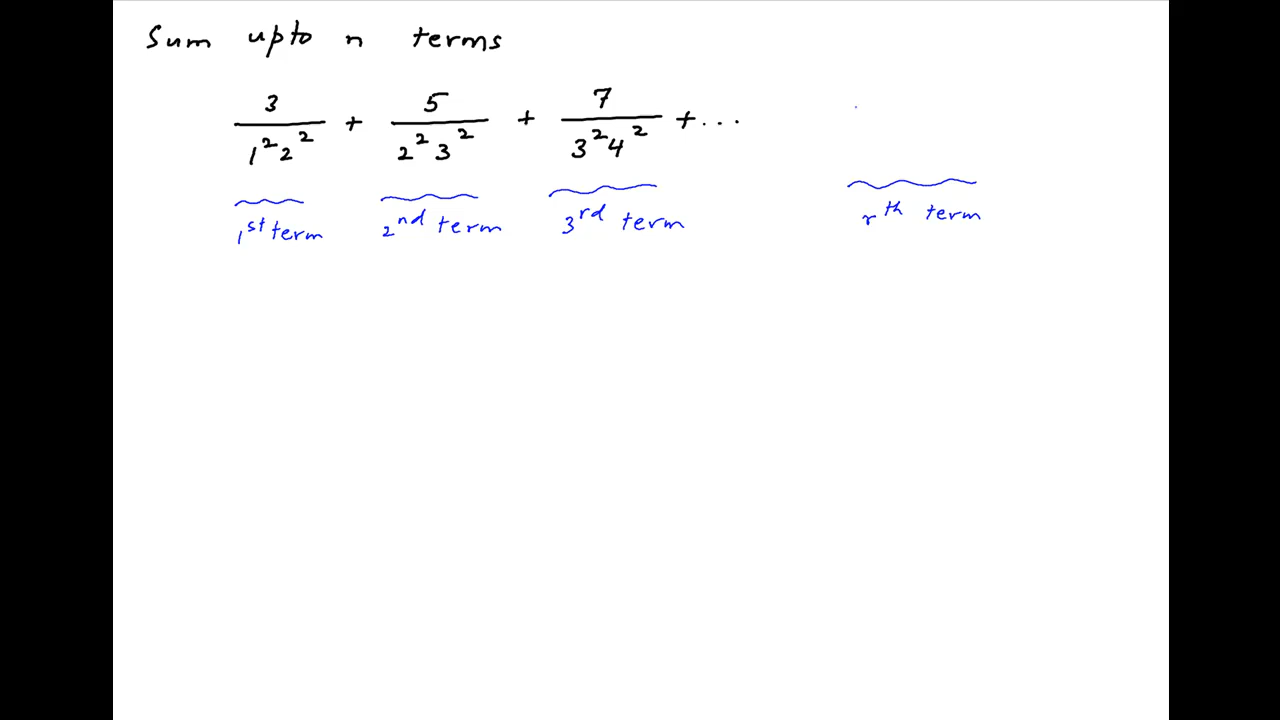 Sum upto n terms
3/(1²2²) + 5/(2²3²) + 7/(3²4²) + ...
1st term 2nd term 3rd term rth term